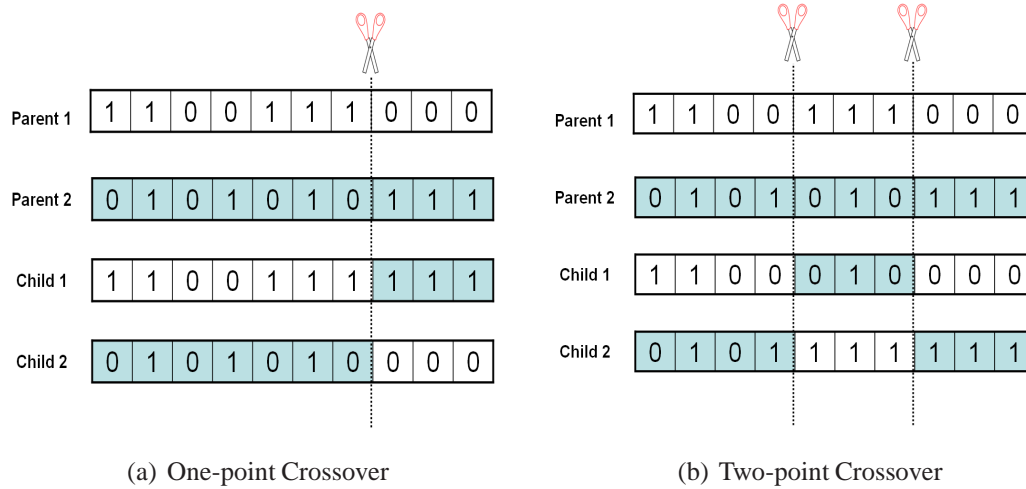 Parent 1 1 1 0 0 1 1 1 0 0 0
Parent 2 0 1 0 1 0 1 0 1 1 1
Child 1 1 1 0 0 1 1 1 1 1 1
Child 2 0 1 0 1 0 1 0 0 0 0
(a) One-point Crossover
Parent 1 1 1 0 0 1 1 1 0 0 0
Parent 2 0 1 0 1 0 1 0 1 1 1
Child 1 1 1 0 0 0 1 0 0 0 0
Child 2 0 1 0 1 1 1 1 1 1 1
(b) Two-point Crossover